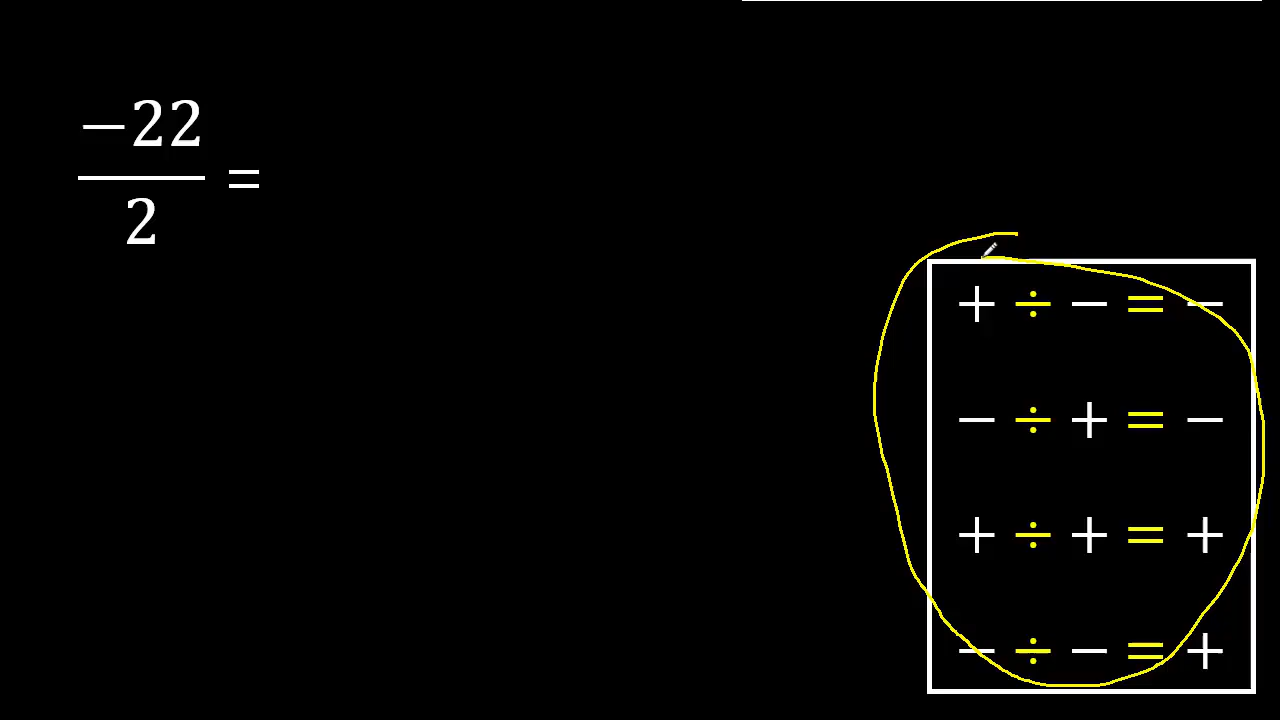 −22
2
=
+ ÷ − = −
− ÷ + = −
+ ÷ + = +
− ÷ − = +